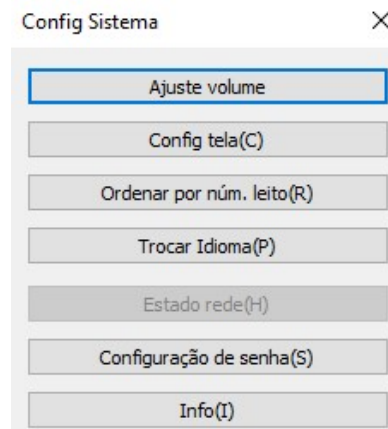 Config Sistema
Ajuste volume
Config tela(C)
Ordenar por núm. leito(R)
Trocar Idioma(P)
Estado rede(H)
Configuração de senha(S)
Info(I)